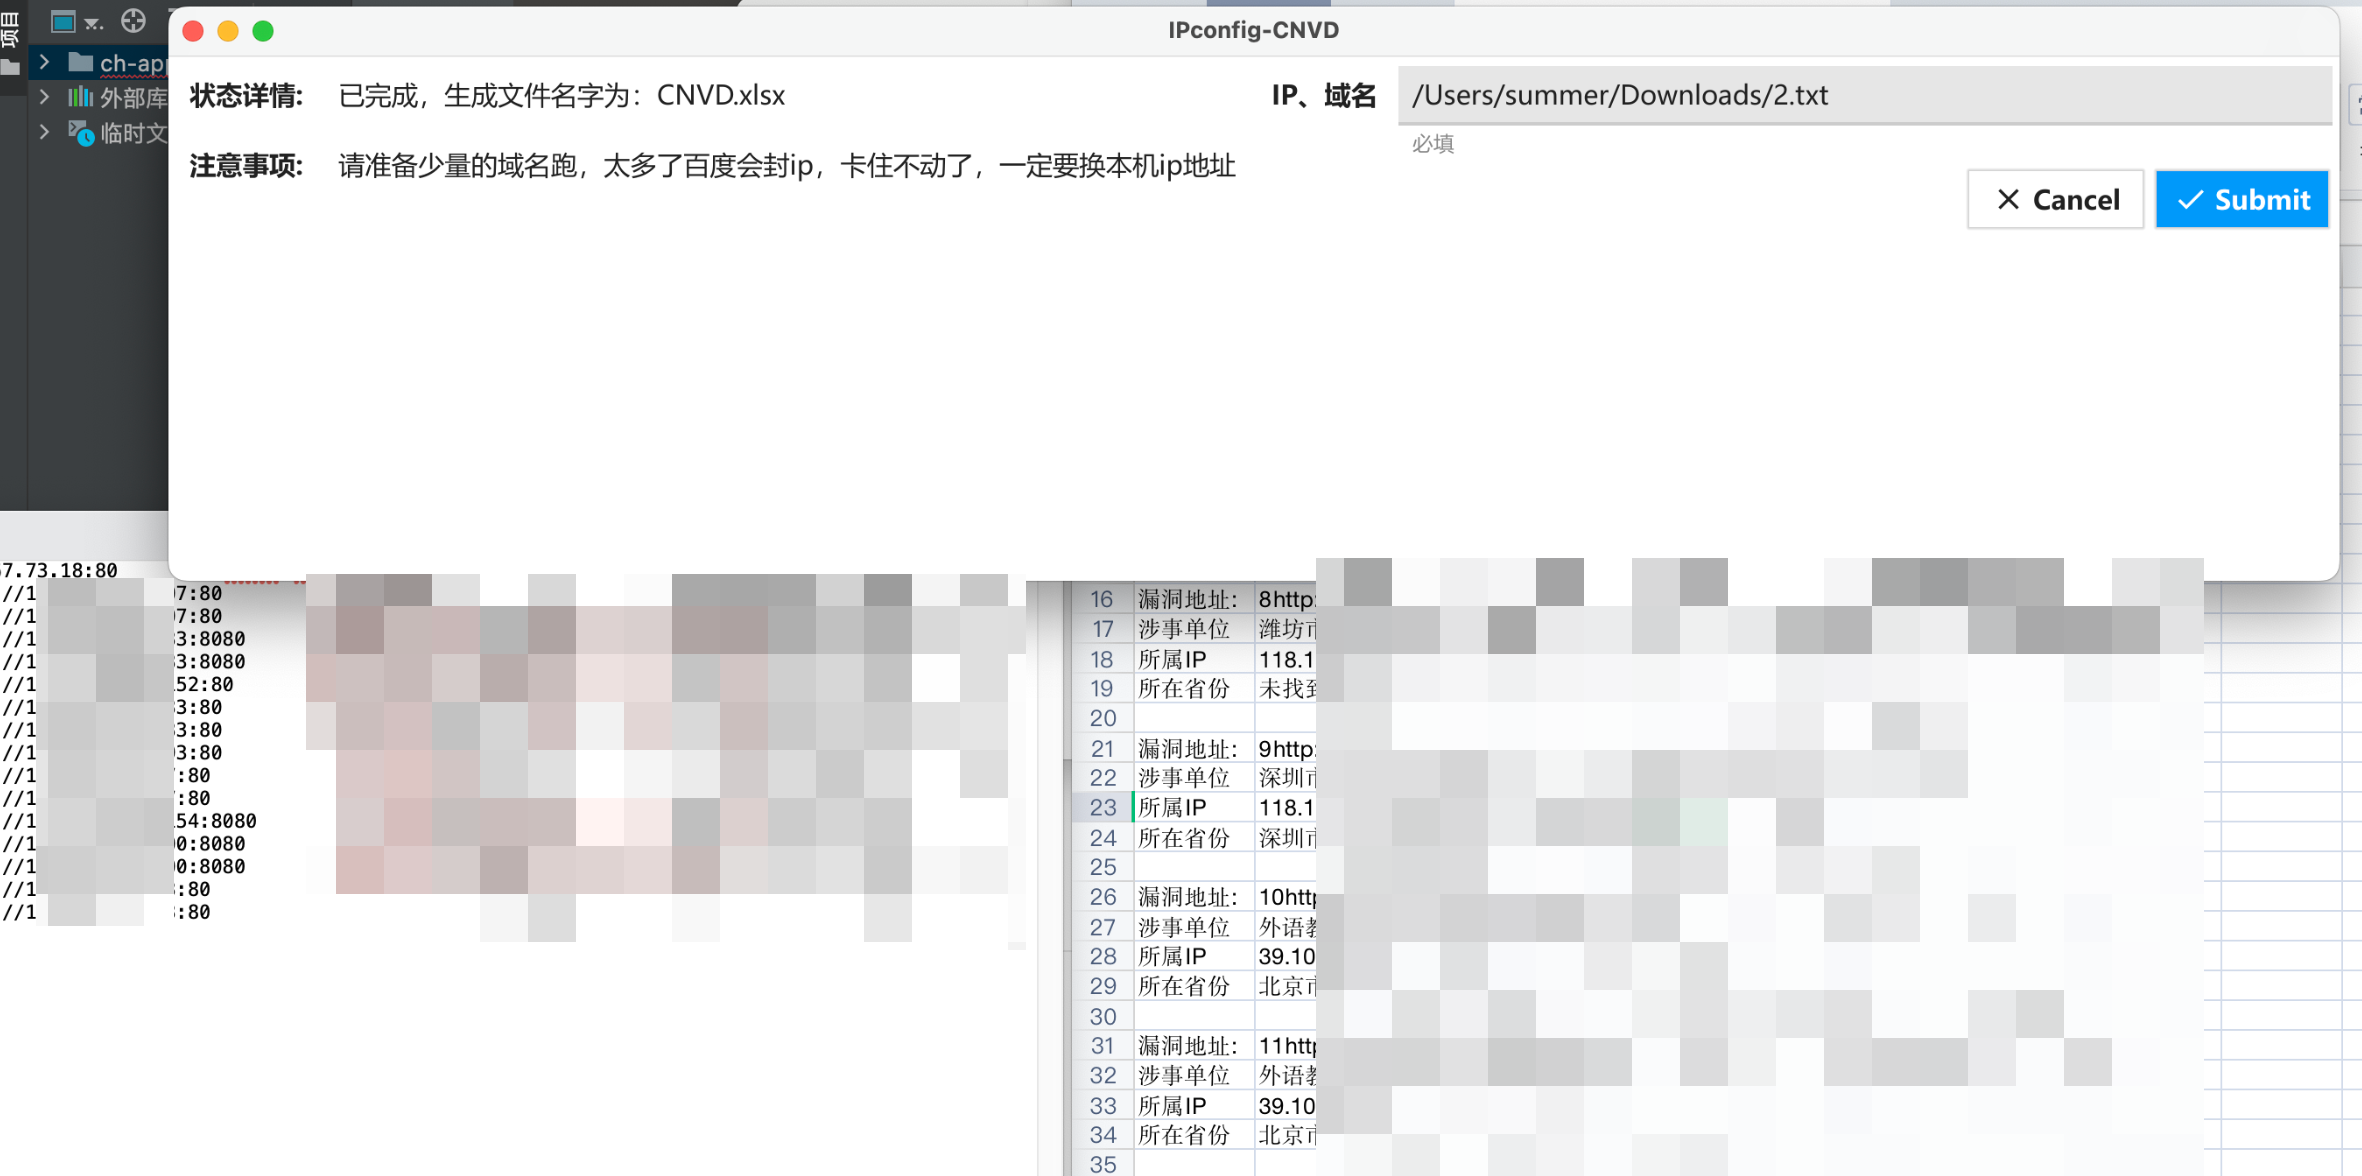 IPconfig-CNVD
项目
ch-app
外部库
临时文
状态详情: 已完成，生成文件名字为：CNVD.xlsx
IP、域名 /Users/summer/Downloads/2.txt
必填
注意事项: 请准备少量的域名跑，太多了百度会封ip，卡住不动了，一定要换本机ip地址
Cancel Submit
7.73.18:80
//1 7:80
//1 7:80
//1 3:8080
//1 3:8080
//1 52:80
//1 3:80
//1 3:80
//1 3:80
//1 :80
//1 :80
//1 54:8080
//1 0:8080
//1 0:8080
//1 :80
//1 :80
16 漏洞地址： 8http:
17 涉事单位 潍坊市
18 所属IP 118.1
19 所在省份 未找到
20
21 漏洞地址： 9http:
22 涉事单位 深圳市
23 所属IP 118.1
24 所在省份 深圳市
25
26 漏洞地址： 10http
27 涉事单位 外语教
28 所属IP 39.10
29 所在省份 北京市
30
31 漏洞地址： 11http
32 涉事单位 外语教
33 所属IP 39.10
34 所在省份 北京市
35